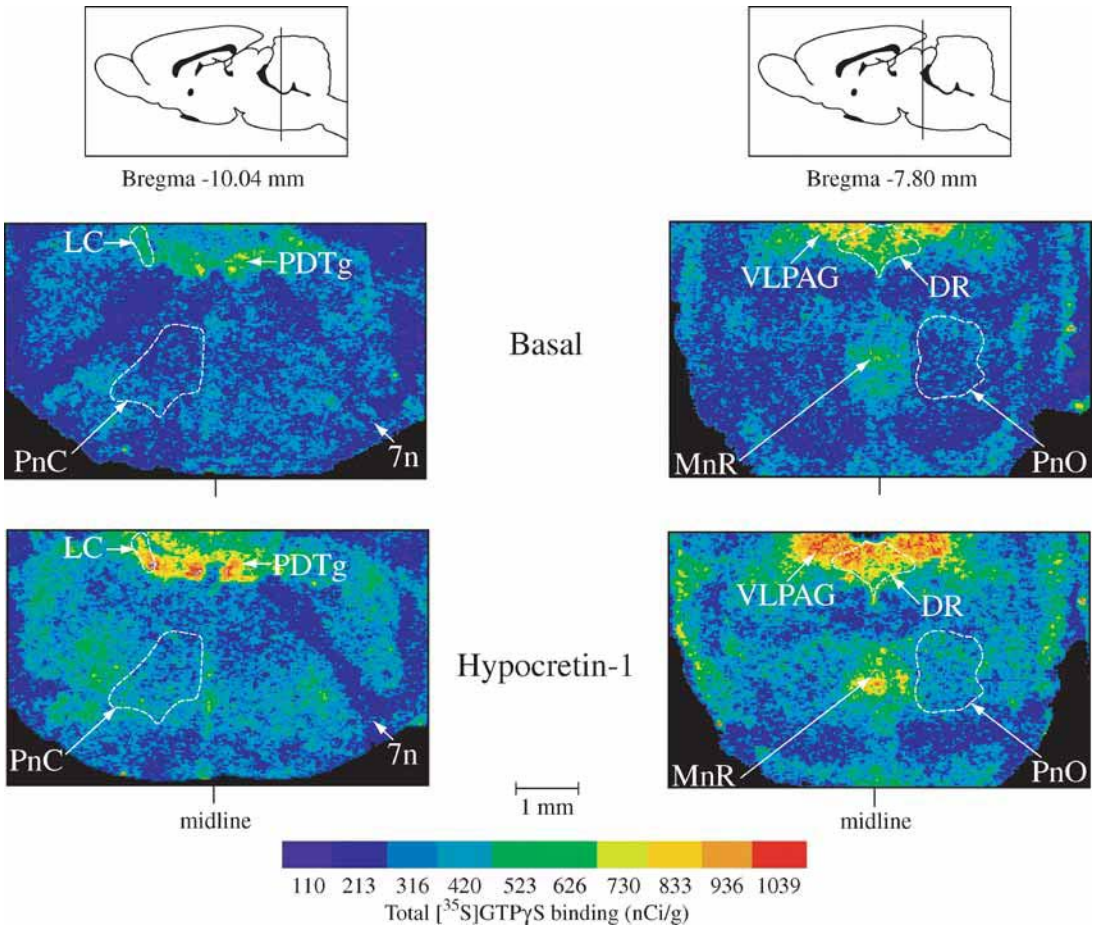 Bregma -10.04 mm
Bregma -7.80 mm
LC
PDTg
PnC
7n
Basal
VLPAG
DR
MnR
PnO
LC
PDTg
PnC
7n
Hypocretin-1
VLPAG
DR
MnR
PnO
midline
1 mm
midline
110 213 316 420 523 626 730 833 936 1039
Total [³⁵S]GTPγS binding (nCi/g)